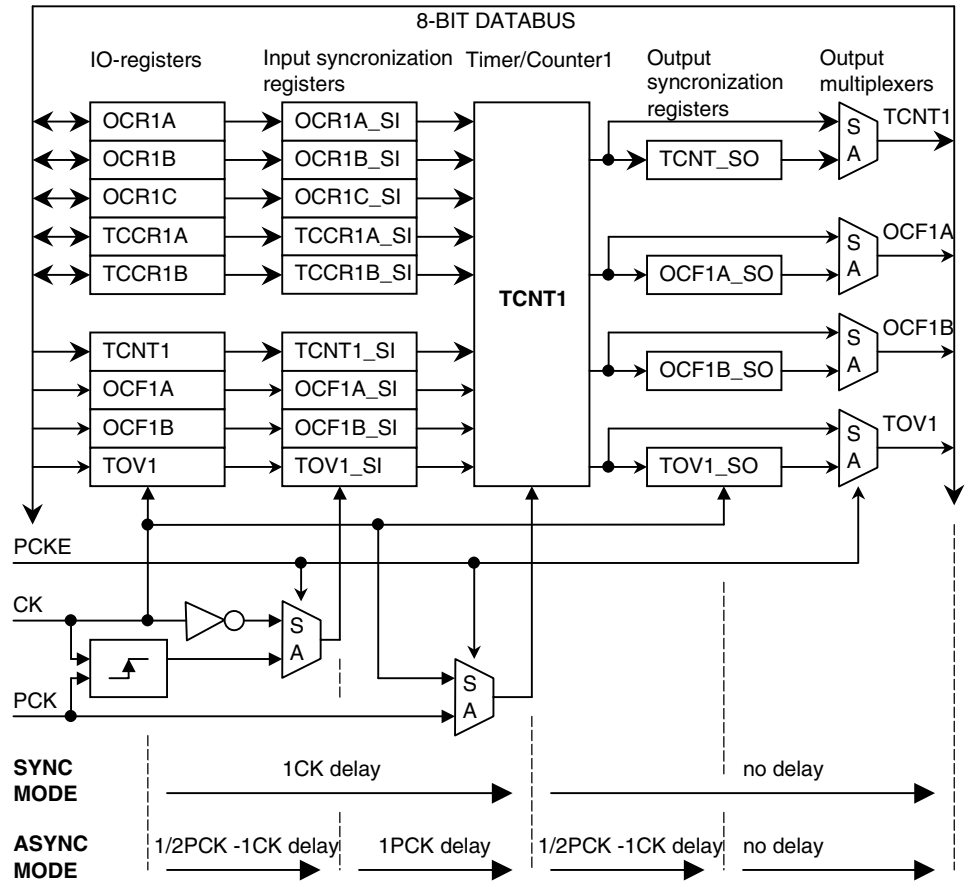 8-BIT DATABUS
IO-registers
Input syncronization
registers
Timer/Counter1
Output
syncronization
registers
Output
multiplexers
OCR1A
OCR1B
OCR1C
TCCR1A
TCCR1B
TCNT1
OCF1A
OCF1B
TOV1
OCR1A_SI
OCR1B_SI
OCR1C_SI
TCCR1A_SI
TCCR1B_SI
TCNT1_SI
OCF1A_SI
OCF1B_SI
TOV1_SI
TCNT1
TCNT_SO
OCF1A_SO
OCF1B_SO
TOV1_SO
S
A
TCNT1
S
A
OCF1A
S
A
OCF1B
S
A
TOV1
PCKE
CK
S
A
PCK
S
A
SYNC
MODE
1CK delay
no delay
ASYNC
MODE
1/2PCK -1CK delay
1PCK delay
1/2PCK -1CK delay
no delay